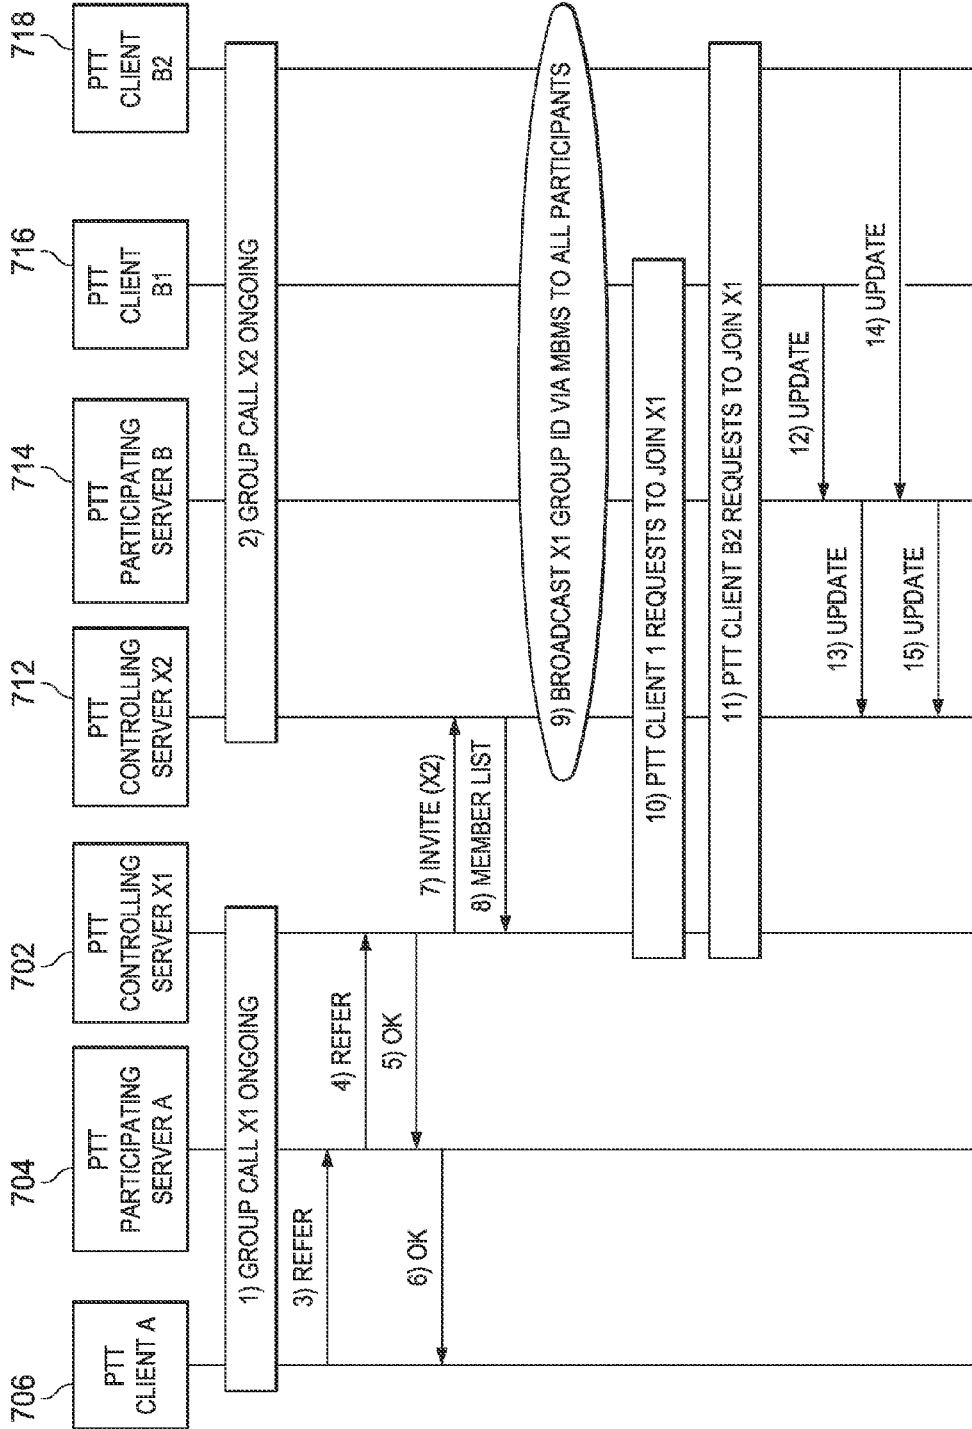 706
704
702
712
714
716
718
PTT
CLIENT A
PTT
PARTICIPATING
SERVER A
PTT
CONTROLLING
SERVER X1
PTT
CONTROLLING
SERVER X2
PTT
PARTICIPATING
SERVER B
PTT
CLIENT
B1
PTT
CLIENT
B2
1) GROUP CALL X1 ONGOING
2) GROUP CALL X2 ONGOING
3) REFER
4) REFER
5) OK
6) OK
7) INVITE (X2)
8) MEMBER LIST
9) BROADCAST X1 GROUP ID VIA MBMS TO ALL PARTICIPANTS
10) PTT CLIENT 1 REQUESTS TO JOIN X1
11) PTT CLIENT B2 REQUESTS TO JOIN X1
12) UPDATE
13) UPDATE
14) UPDATE
15) UPDATE